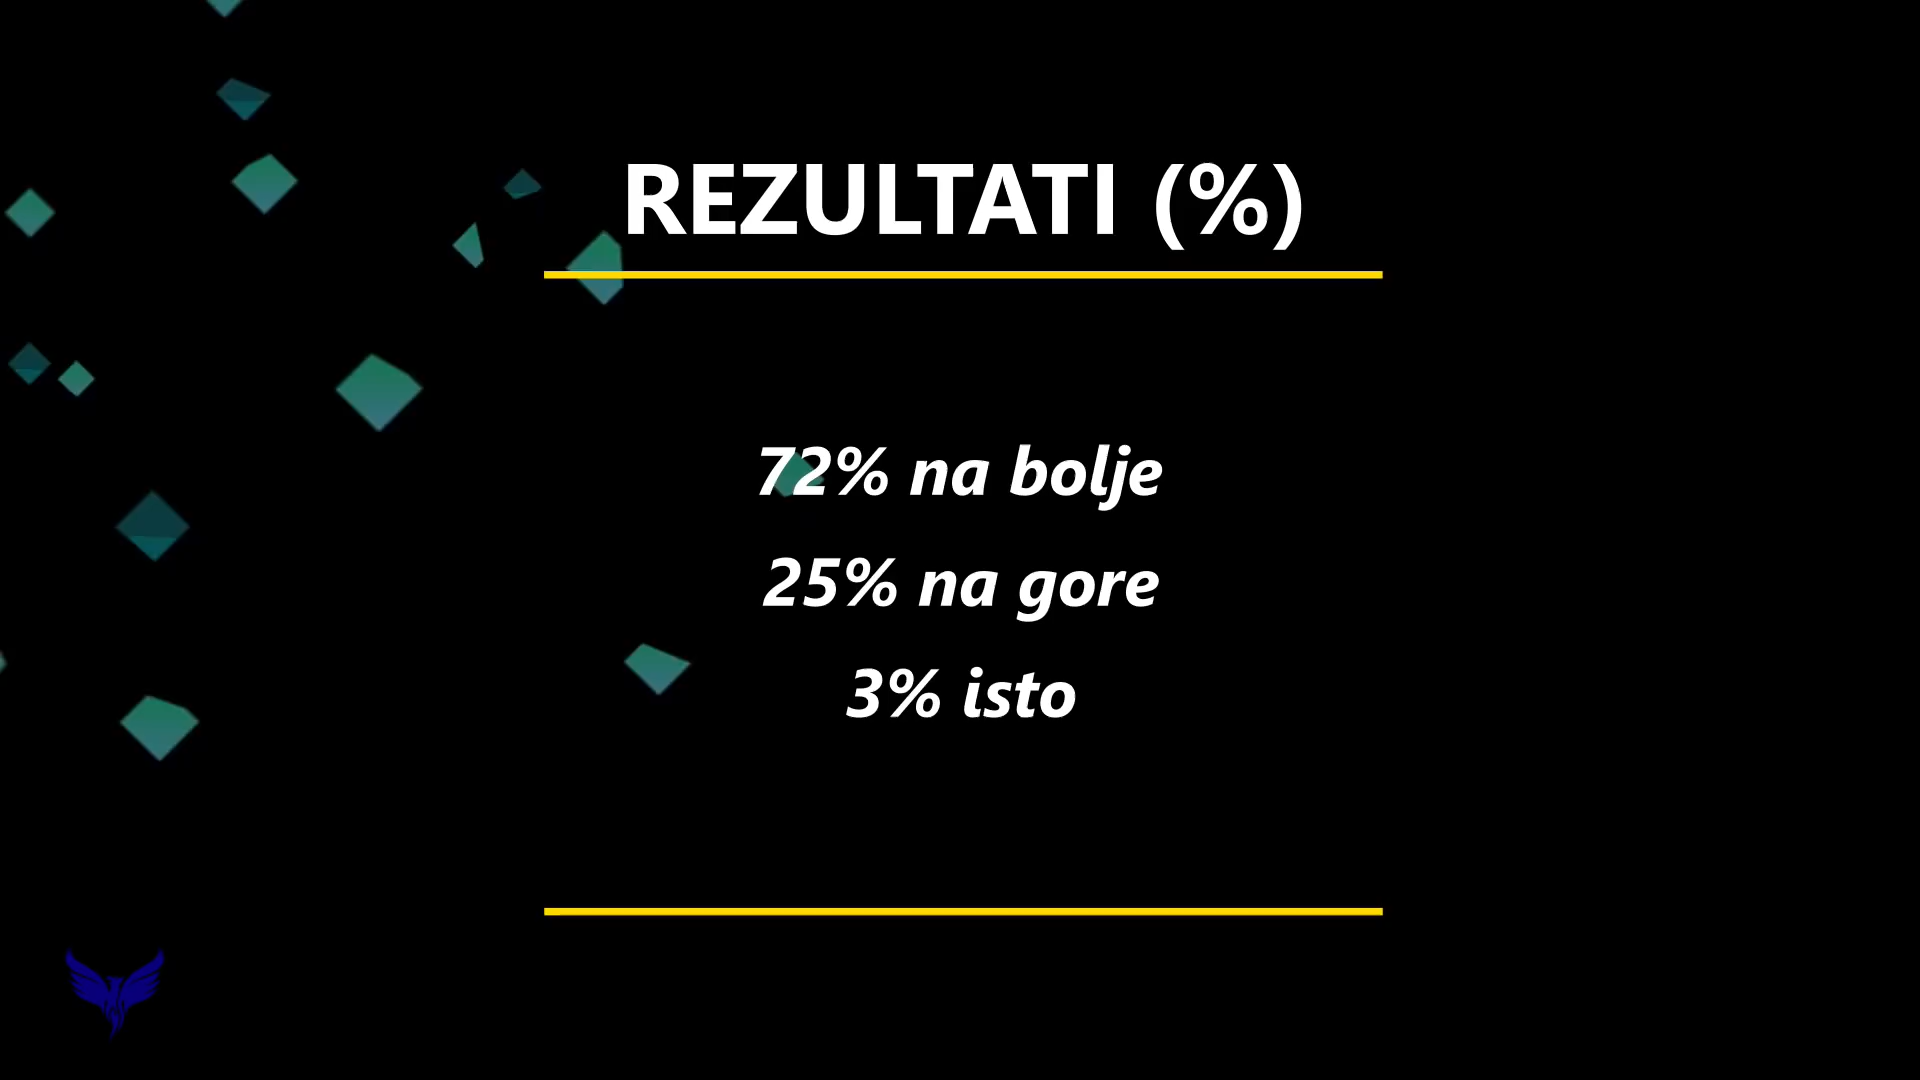 REZULTATI (%)
72% na bolje
25% na gore
3% isto